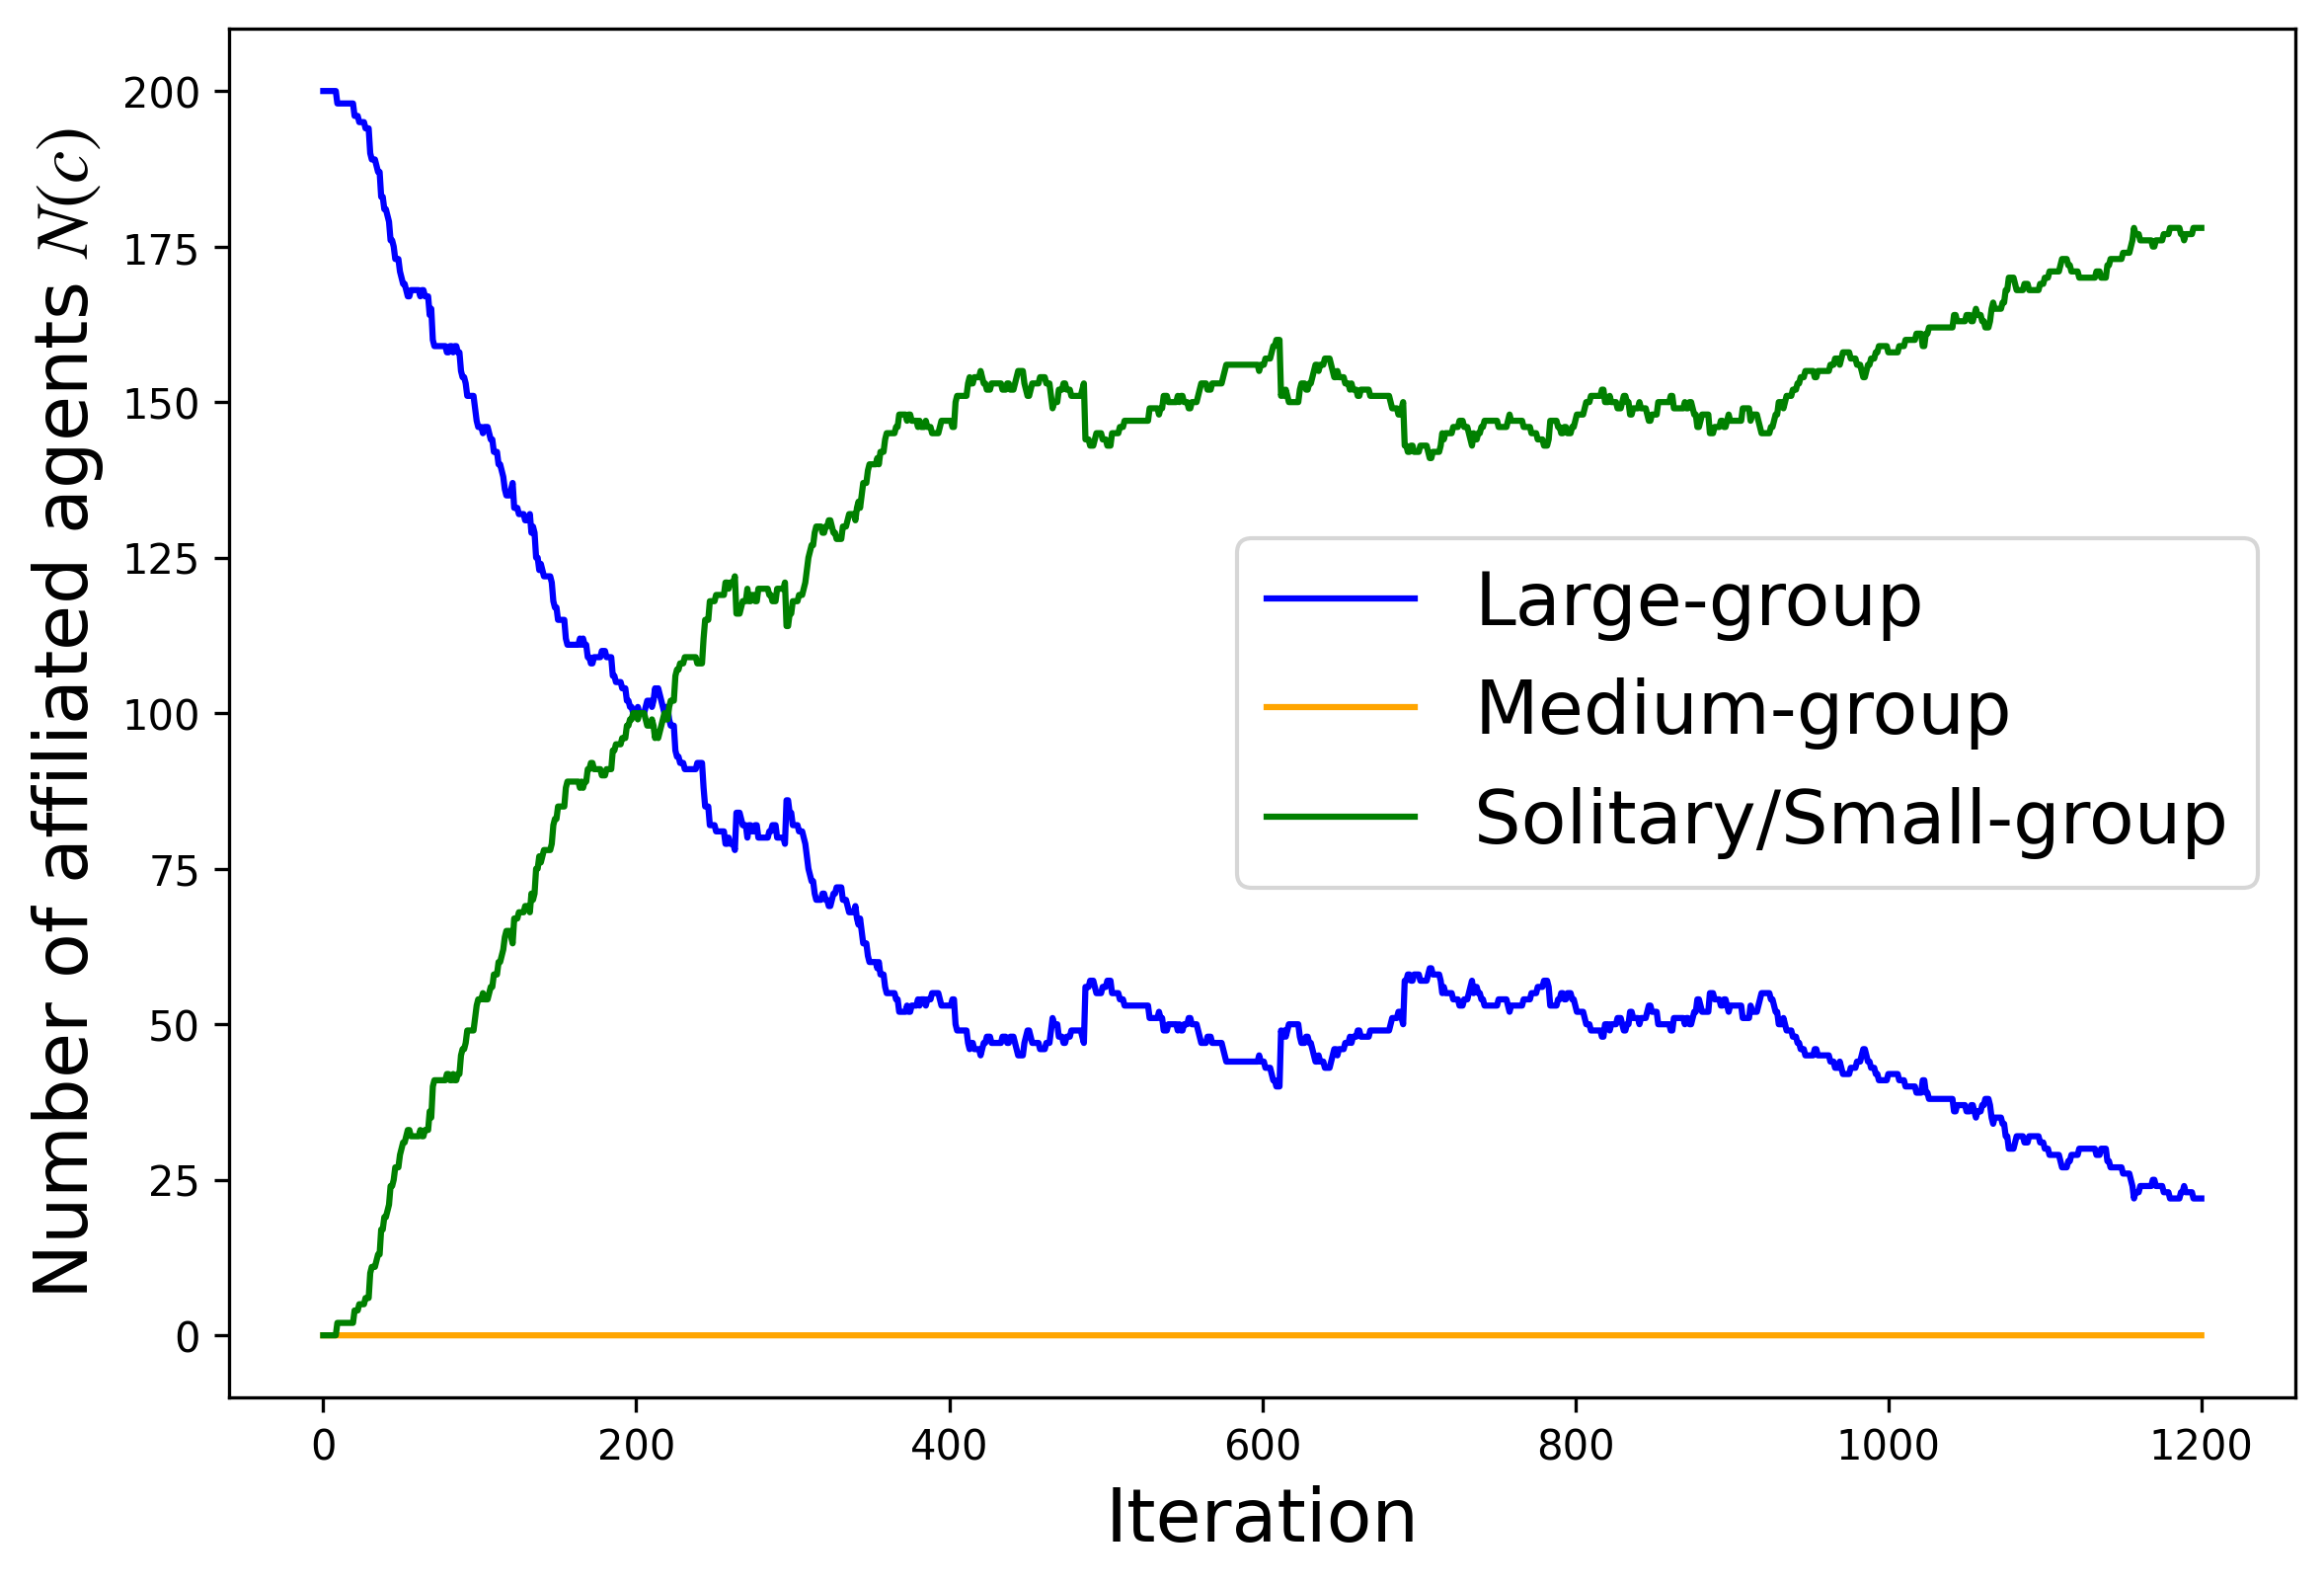 Number of affiliated agents N(c)
200
175
150
125
100
75
50
25
0
Large-group
Medium-group
Solitary/Small-group
0 200 400 600 800 1000 1200
Iteration